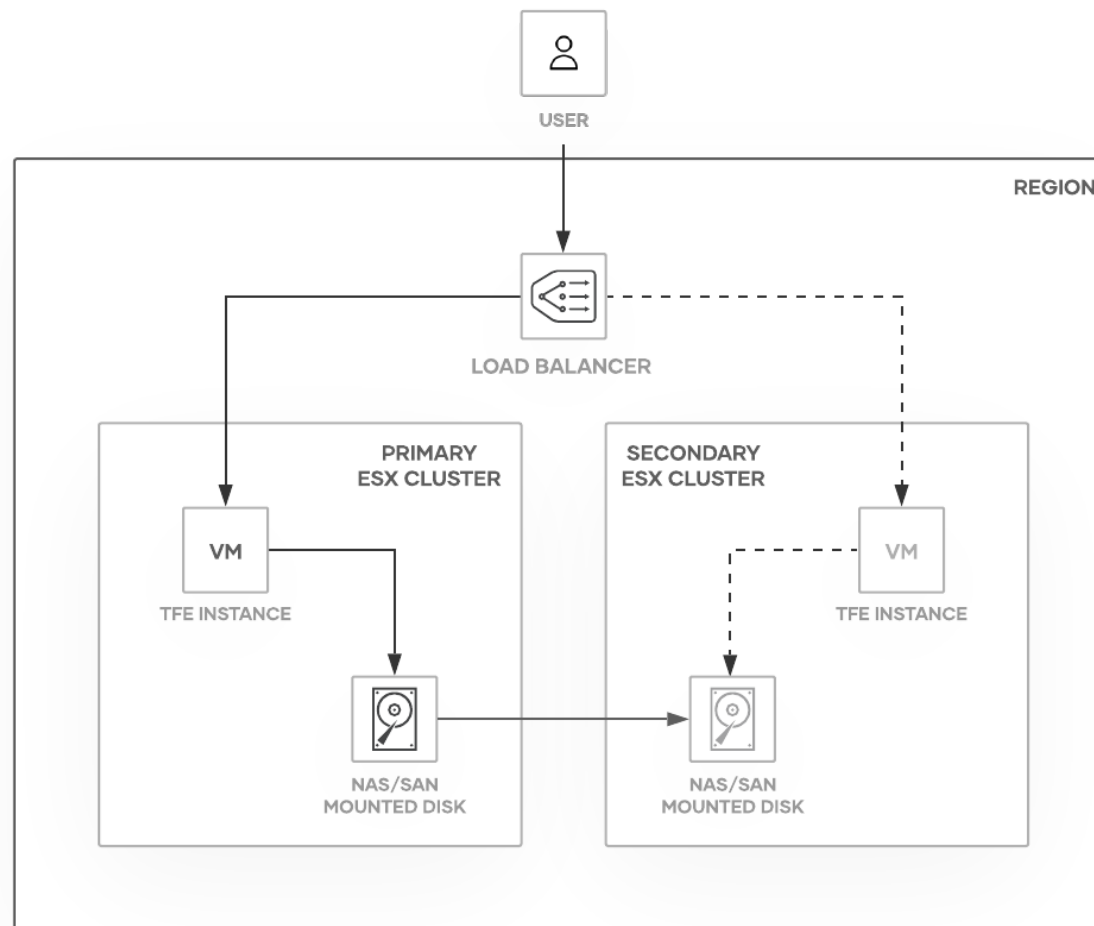 USER
REGION
LOAD BALANCER
PRIMARY
ESX CLUSTER
SECONDARY
ESX CLUSTER
VM
TFE INSTANCE
VM
TFE INSTANCE
NAS/SAN
MOUNTED DISK
NAS/SAN
MOUNTED DISK